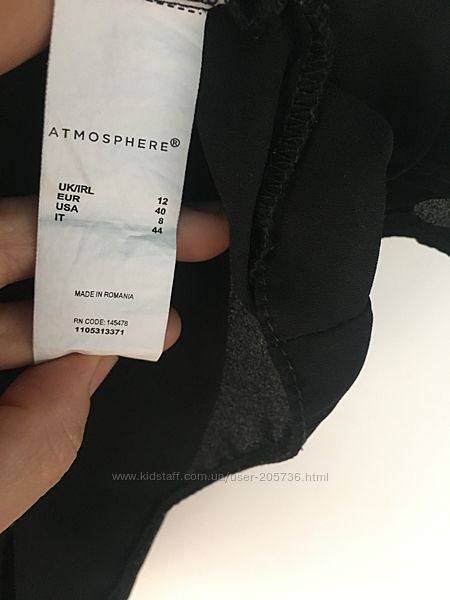 ATMOSPHERE®
UK/IRL 12
EUR 40
USA 8
IT 44
MADE IN ROMANIA
RN CODE: 145478
1105313371
www.kidstaff.com.ua/user-205736.html